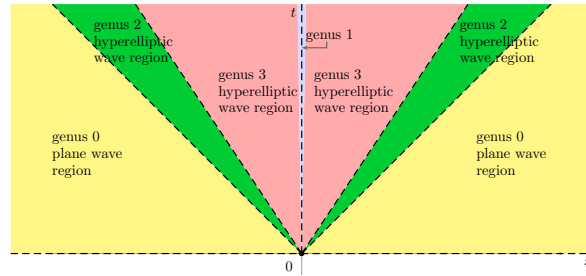 t
genus 2
hyperelliptic
wave region
genus 1
genus 2
hyperelliptic
wave region
genus 3
hyperelliptic
wave region
genus 3
hyperelliptic
wave region
genus 0
plane wave
region
genus 0
plane wave
region
0